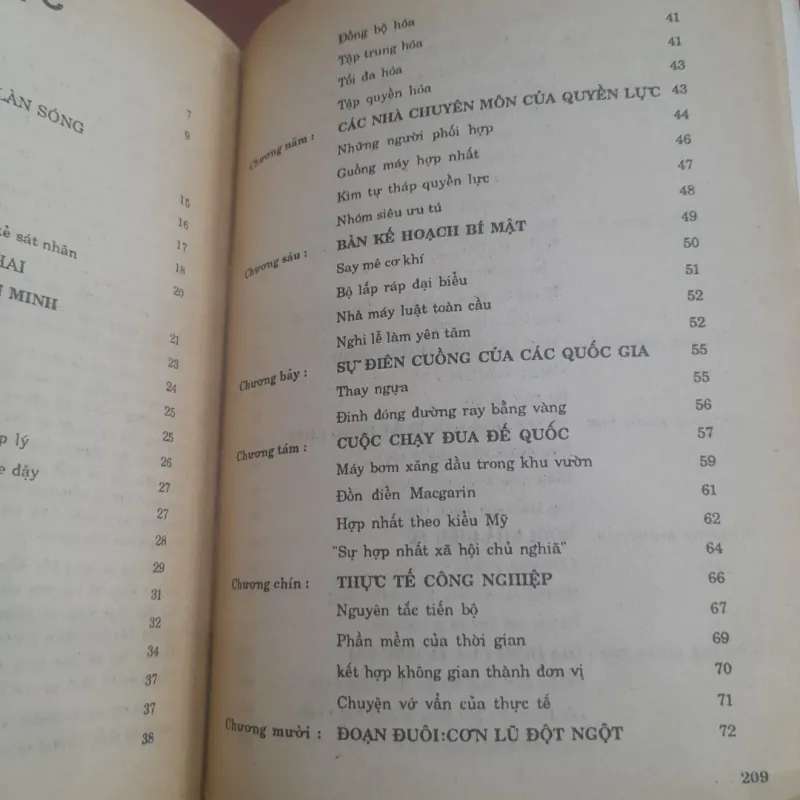 LÀN SÓNG
7
9
15
16
kẻ sát nhân 17
HAI 18
MINH 20
21
23
24
25
lý 25
dậy 26
27
27
28
29
31
32
34
37
37
38
Đồng bộ hóa 41
Tập trung hóa 41
Tối đa hóa 43
Tập quyền hóa 43
Chương năm : CÁC NHÀ CHUYÊN MÔN CỦA QUYỀN LỰC 44
Những người phối hợp 46
Guồng máy hợp nhất 47
Kim tự tháp quyền lực 48
Nhóm siêu ưu tú 49
Chương sáu : BẢN KẾ HOẠCH BÍ MẬT 50
Say mê cơ khí 51
Bộ lắp ráp đại biểu 52
Nhà máy luật toàn cầu 52
Nghi lễ làm yên tâm
Chương bảy : SỰ ĐIÊN CUỒNG CỦA CÁC QUỐC GIA 55
Thay ngựa 55
Đinh đóng đường ray bằng vàng 56
Chương tám : CUỘC CHẠY ĐUA ĐẾ QUỐC 57
Máy bơm xăng dầu trong khu vườn 59
Đồn điền Macgarin 61
Hợp nhất theo kiểu Mỹ 62
"Sự hợp nhất xã hội chủ nghiã" 64
Chương chín : THỰC TẾ CÔNG NGHIỆP 66
Nguyên tắc tiến bộ 67
Phần mềm của thời gian 69
kết hợp không gian thành đơn vị 70
Chuyện vớ vẩn của thực tế 71
Chương mười : ĐOẠN ĐUÔI:CƠN LŨ ĐỘT NGỘT 72
209